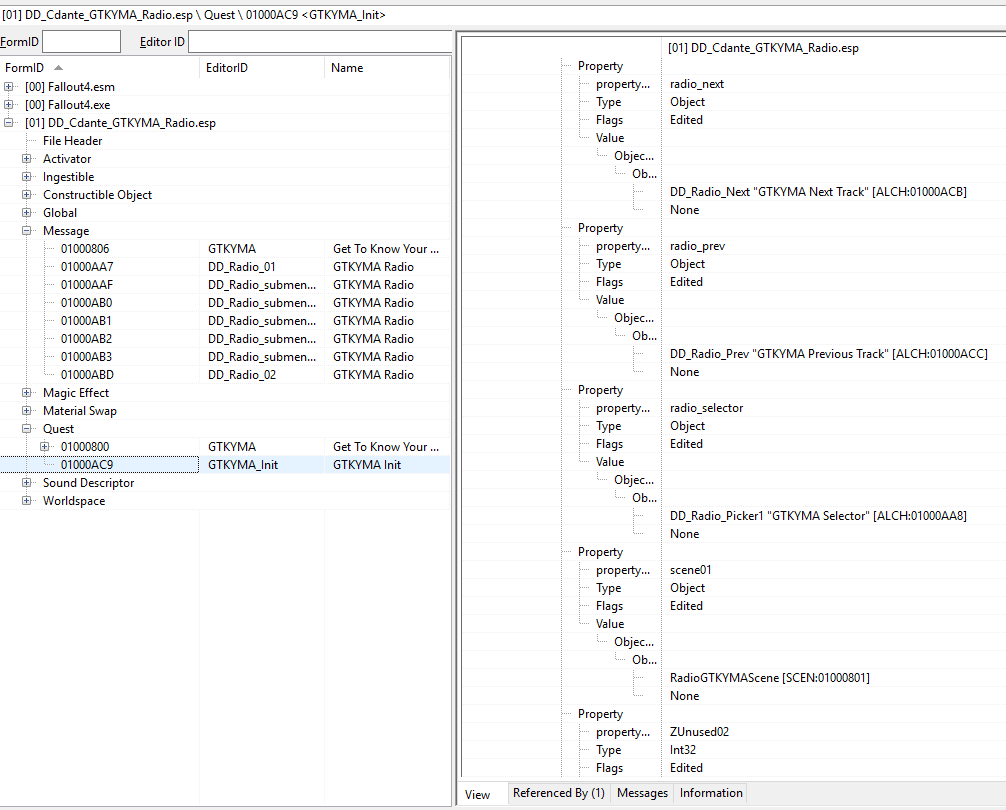 [01] DD_Cdante_GTKYMA_Radio.esp \ Quest \ 01000AC9 <GTKYMA_Init>
FormID
Editor ID
FormID EditorID Name
[00] Fallout4.esm
[00] Fallout4.exe
[01] DD_Cdante_GTKYMA_Radio.esp
File Header
Activator
Ingestible
Constructible Object
Global
Message
01000806 GTKYMA Get To Know Your ...
01000AA7 DD_Radio_01 GTKYMA Radio
01000AAF DD_Radio_submen... GTKYMA Radio
01000AB0 DD_Radio_submen... GTKYMA Radio
01000AB1 DD_Radio_submen... GTKYMA Radio
01000AB2 DD_Radio_submen... GTKYMA Radio
01000AB3 DD_Radio_submen... GTKYMA Radio
01000ABD DD_Radio_02 GTKYMA Radio
Magic Effect
Material Swap
Quest
01000800 GTKYMA Get To Know Your ...
01000AC9 GTKYMA_Init GTKYMA Init
Sound Descriptor
Worldspace
[01] DD_Cdante_GTKYMA_Radio.esp
Property
property... radio_next
Type Object
Flags Edited
Value
Objec...
Ob...
DD_Radio_Next "GTKYMA Next Track" [ALCH:01000ACB]
None
Property
property... radio_prev
Type Object
Flags Edited
Value
Objec...
Ob...
DD_Radio_Prev "GTKYMA Previous Track" [ALCH:01000ACC]
None
Property
property... radio_selector
Type Object
Flags Edited
Value
Objec...
Ob...
DD_Radio_Picker1 "GTKYMA Selector" [ALCH:01000AA8]
None
Property
property... scene01
Type Object
Flags Edited
Value
Objec...
Ob...
RadioGTKYMAScene [SCEN:01000801]
None
Property
property... ZUnused02
Type Int32
Flags Edited
View Referenced By (1) Messages Information